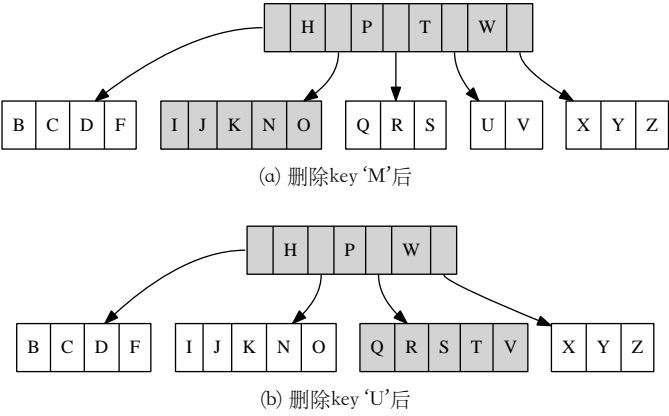 H P T W
B C D F I J K N O Q R S U V X Y Z
(a) 删除key ‘M’后
H P W
B C D F I J K N O Q R S T V X Y Z
(b) 删除key ‘U’后